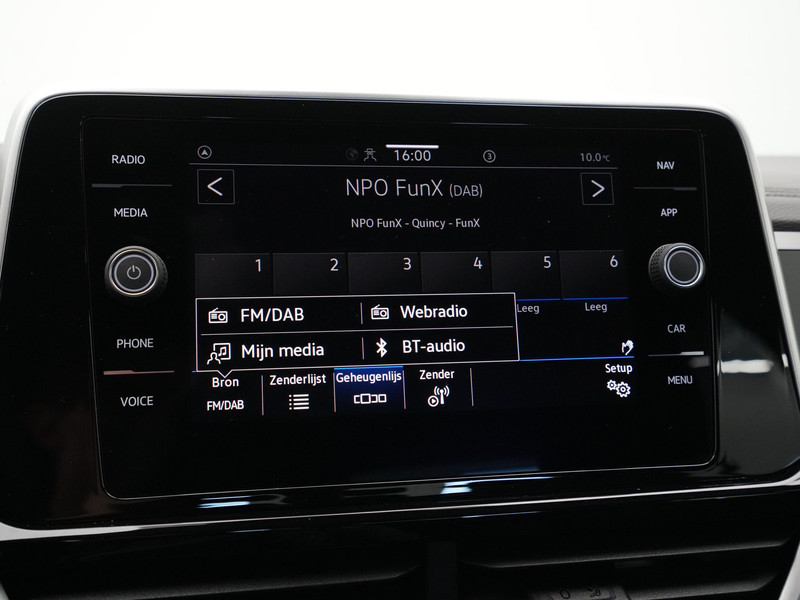 RADIO
MEDIA
PHONE
VOICE
16:00
3
10.0°C
NPO FunX (DAB)
NPO FunX - Quincy - FunX
1 2 3 4 5 6
Leeg Leeg
FM/DAB Webradio
Mijn media BT-audio
Bron Zenderlijst Geheugenlijst Zender Setup
FM/DAB
NAV
APP
CAR
MENU